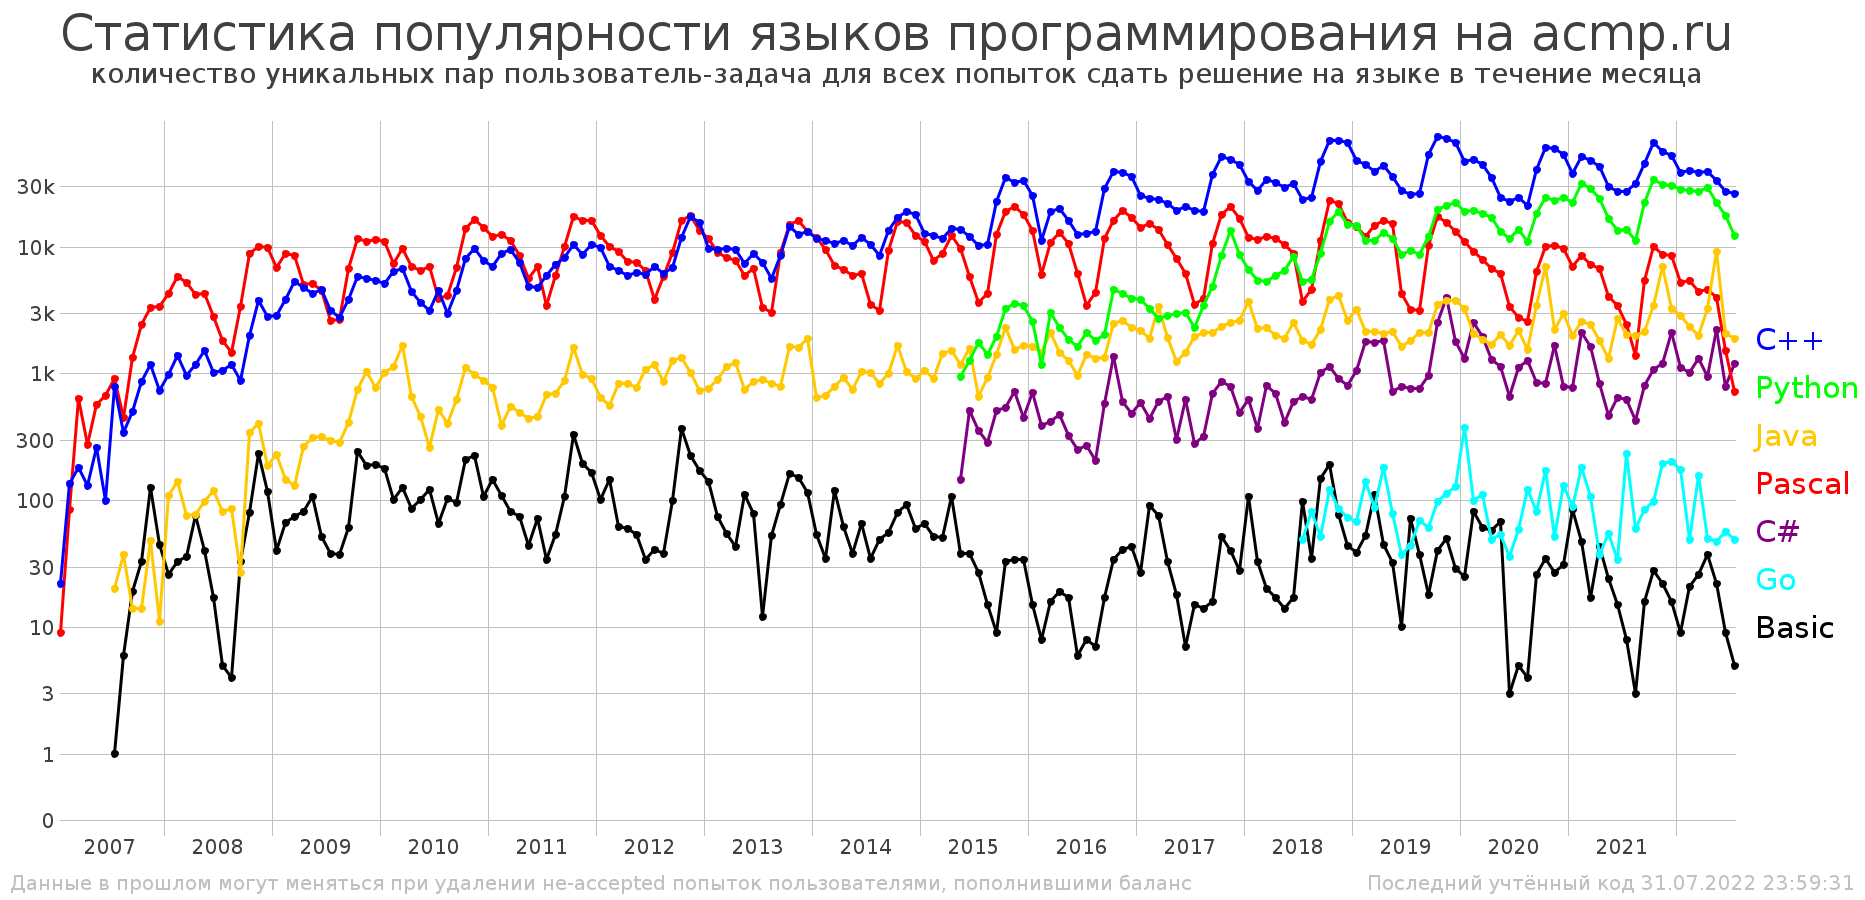 Статистика популярности языков программирования на acmp.ru
количество уникальных пар пользователь-задача для всех попыток сдать решение на языке в течение месяца
30k
10k
3k
1k
300
100
30
10
3
1
0
C++
Python
Java
Pascal
C#
Go
Basic
2007 2008 2009 2010 2011 2012 2013 2014 2015 2016 2017 2018 2019 2020 2021
Данные в прошлом могут меняться при удалении не-accepted попыток пользователями, пополнившими баланс
Последний учтённый код 31.07.2022 23:59:31